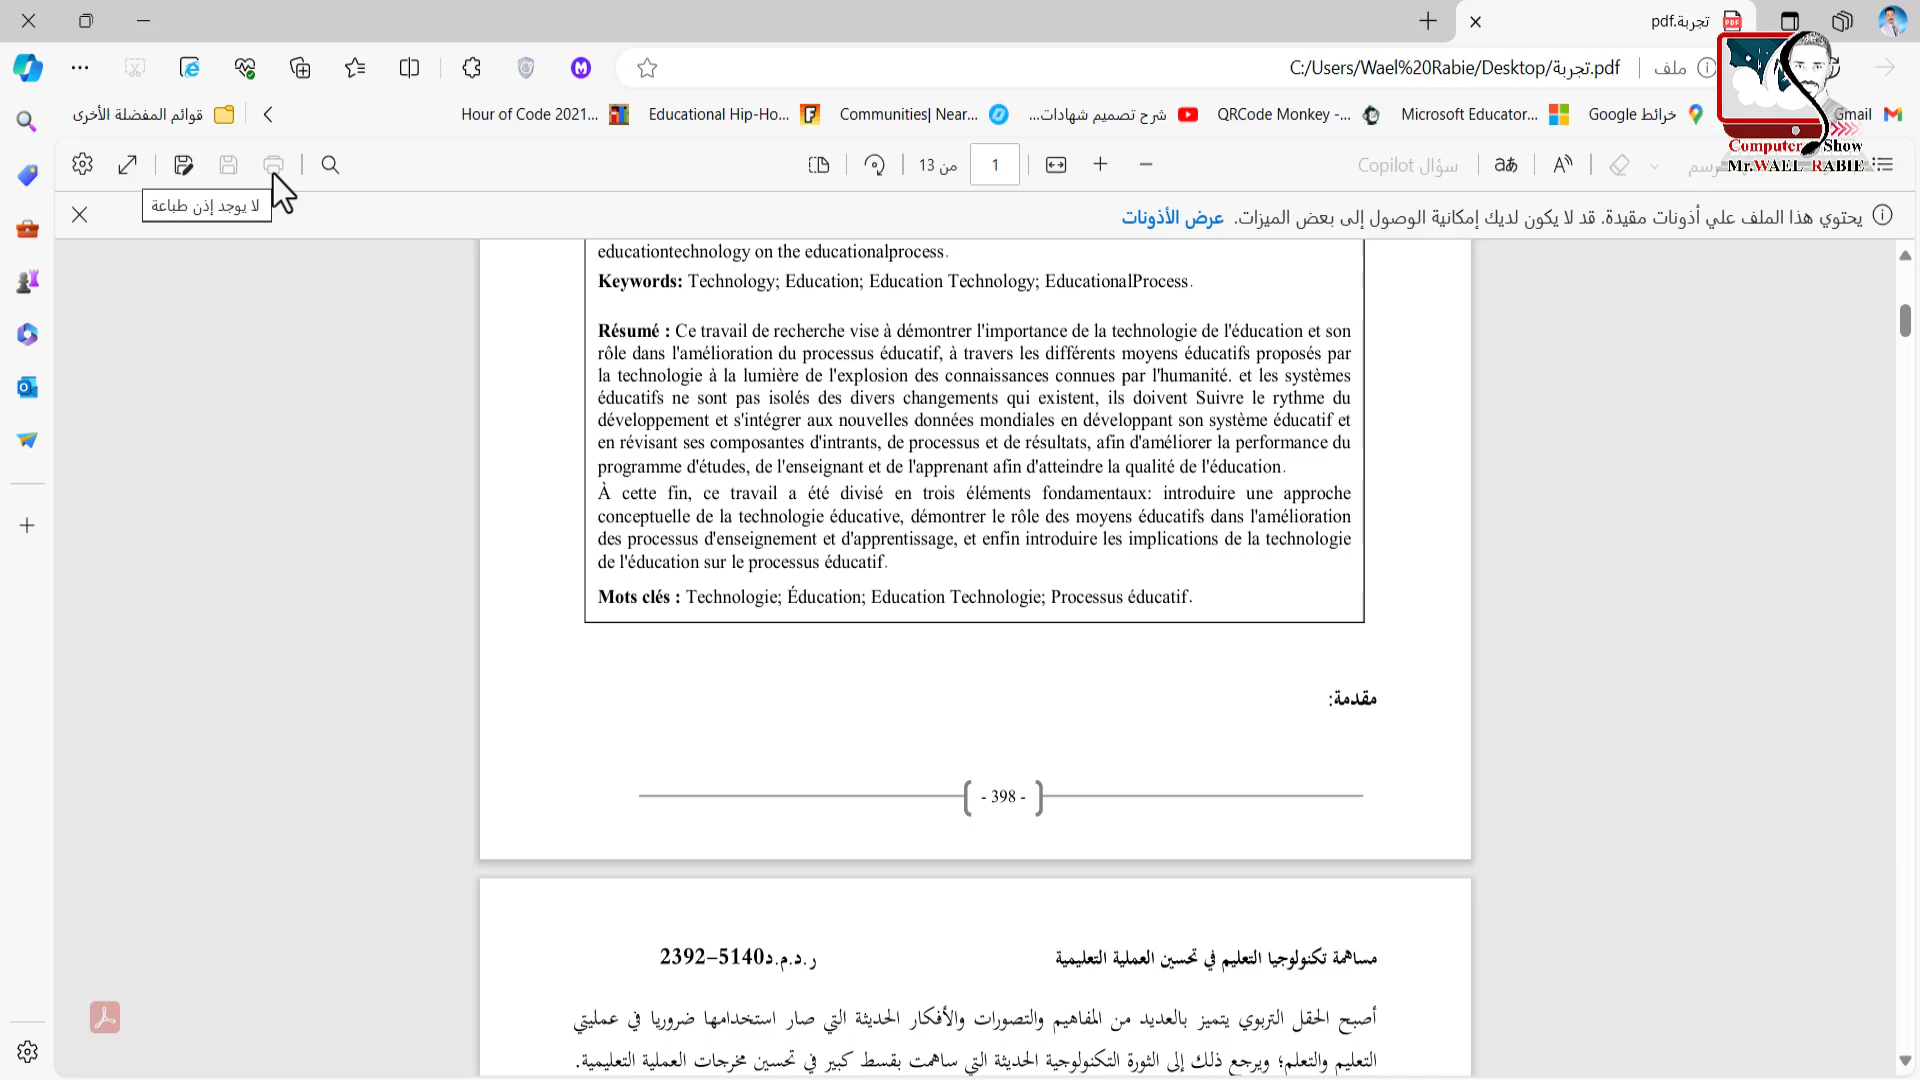 تجربة.pdf
C:/Users/Wael%20Rabie/Desktop/تجربة.pdf
ملف
Gmail
خرائط Google
Microsoft Educator...
QRCode Monkey -...
شرح تصميم شهادات...
Communities| Near...
Educational Hip-Ho...
Hour of Code 2021...
قوائم المفضلة الأخرى
Computer Show
Mr.WAEL RABIE
رسم
سؤال Copilot
1
من 13
لا يوجد إذن طباعة
يحتوي هذا الملف علي أذونات مقيدة. قد لا يكون لديك إمكانية الوصول إلى بعض الميزات. عرض الأذونات
educationtechnology on the educationalprocess.
Keywords: Technology; Education; Education Technology; EducationalProcess.
Résumé : Ce travail de recherche vise à démontrer l'importance de la technologie de l'éducation et son
rôle dans l'amélioration du processus éducatif, à travers les différents moyens éducatifs proposés par
la technologie à la lumière de l'explosion des connaissances connues par l'humanité. et les systèmes
éducatifs ne sont pas isolés des divers changements qui existent, ils doivent Suivre le rythme du
développement et s'intégrer aux nouvelles données mondiales en développant son système éducatif et
en révisant ses composantes d'intrants, de processus et de résultats, afin d'améliorer la performance du
programme d'études, de l'enseignant et de l'apprenant afin d'atteindre la qualité de l'éducation.
À cette fin, ce travail a été divisé en trois éléments fondamentaux: introduire une approche
conceptuelle de la technologie éducative, démontrer le rôle des moyens éducatifs dans l'amélioration
des processus d'enseignement et d'apprentissage, et enfin introduire les implications de la technologie
de l'éducation sur le processus éducatif.
Mots clés : Technologie; Éducation; Education Technologie; Processus éducatif.
مقدمة:
- 398 -
مساهمة تكنولوجيا التعليم في تحسين العملية التعليمية
ر.د.م.د2392–5140
أصبح الحقل التربوي يتميز بالعديد من المفاهيم والتصورات والأفكار الحديثة التي صار استخدامها ضروريا في عمليتي
التعليم والتعلم؛ ويرجع ذلك إلى الثورة التكنولوجية الحديثة التي ساهمت بقسط كبير في تحسين مخرجات العملية التعليمية.